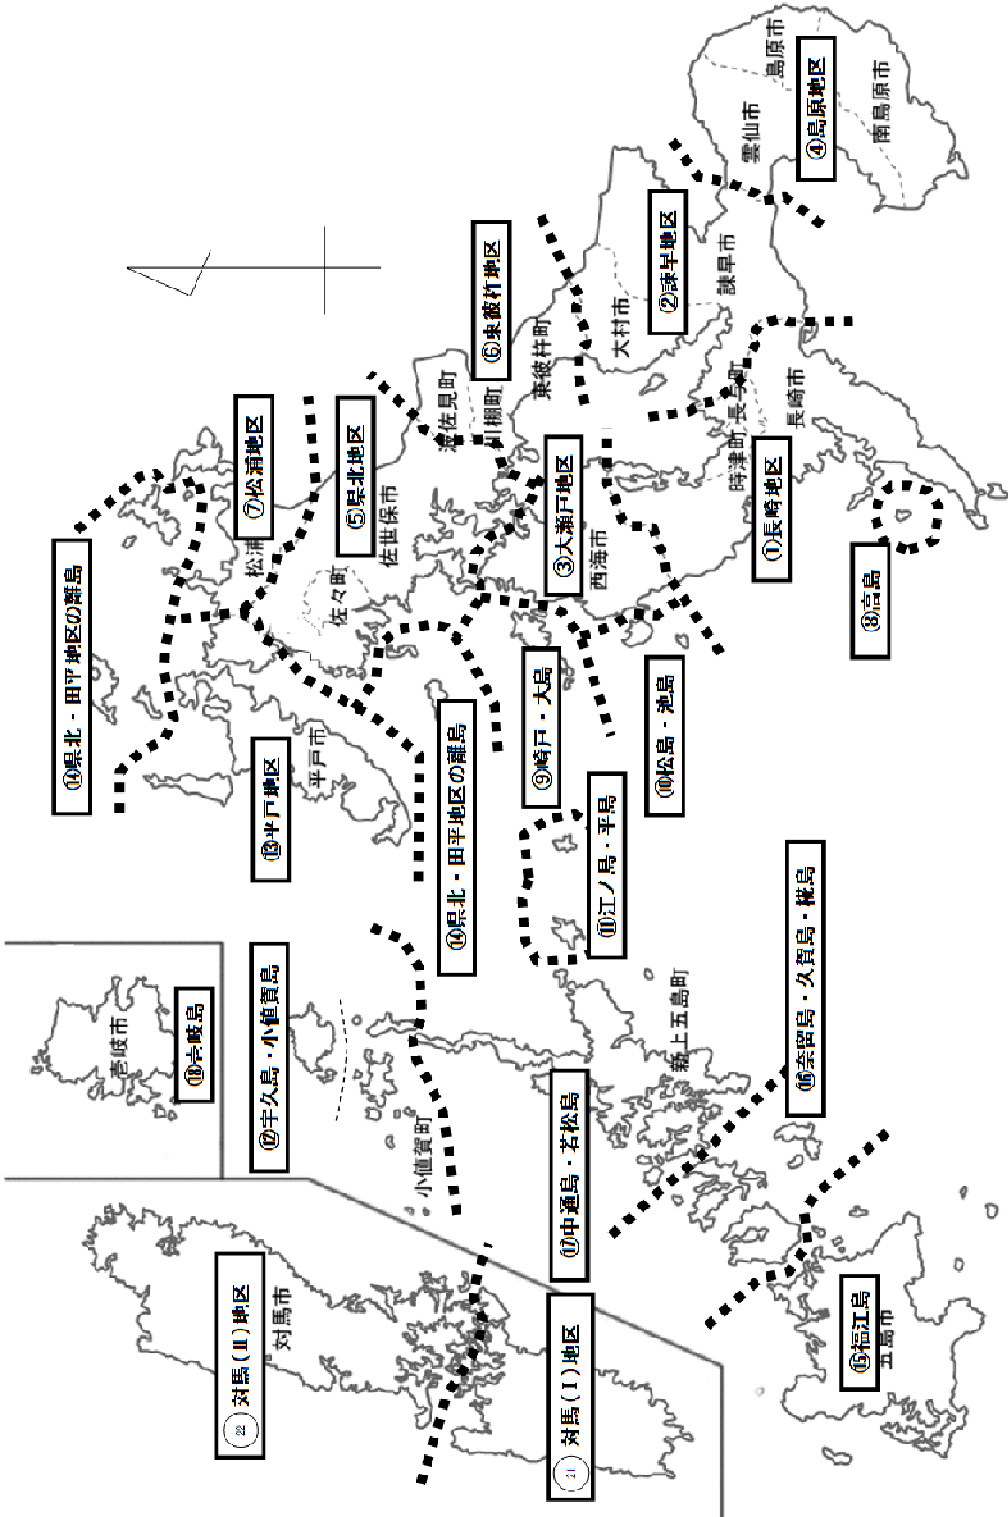 ⑭県北・田平地区の離島
⑦松浦地区
⑤県北地区
⑥東彼杵地区
②諫早地区
④島原地区
③大瀬戸地区
①長崎地区
⑧高島
⑬平戸地区
⑭県北・田平地区の離島
⑨崎戸・大島
⑩松島・池島
⑪江ノ島・平島
⑱壱岐島
⑫宇久島・小値賀島
⑰中通島・若松島
⑯奈留島・久賀島・椛島
⑮福江島
㉒ 対馬(Ⅱ)地区
㉑ 対馬(Ⅰ)地区
島原市
雲仙市
南島原市
諫早市
大村市
東彼杵町
川棚町
波佐見町
長与町
時津町
長崎市
西海市
佐世保市
佐々町
松浦
平戸市
壱岐市
小値賀町
新上五島町
五島市
対馬市